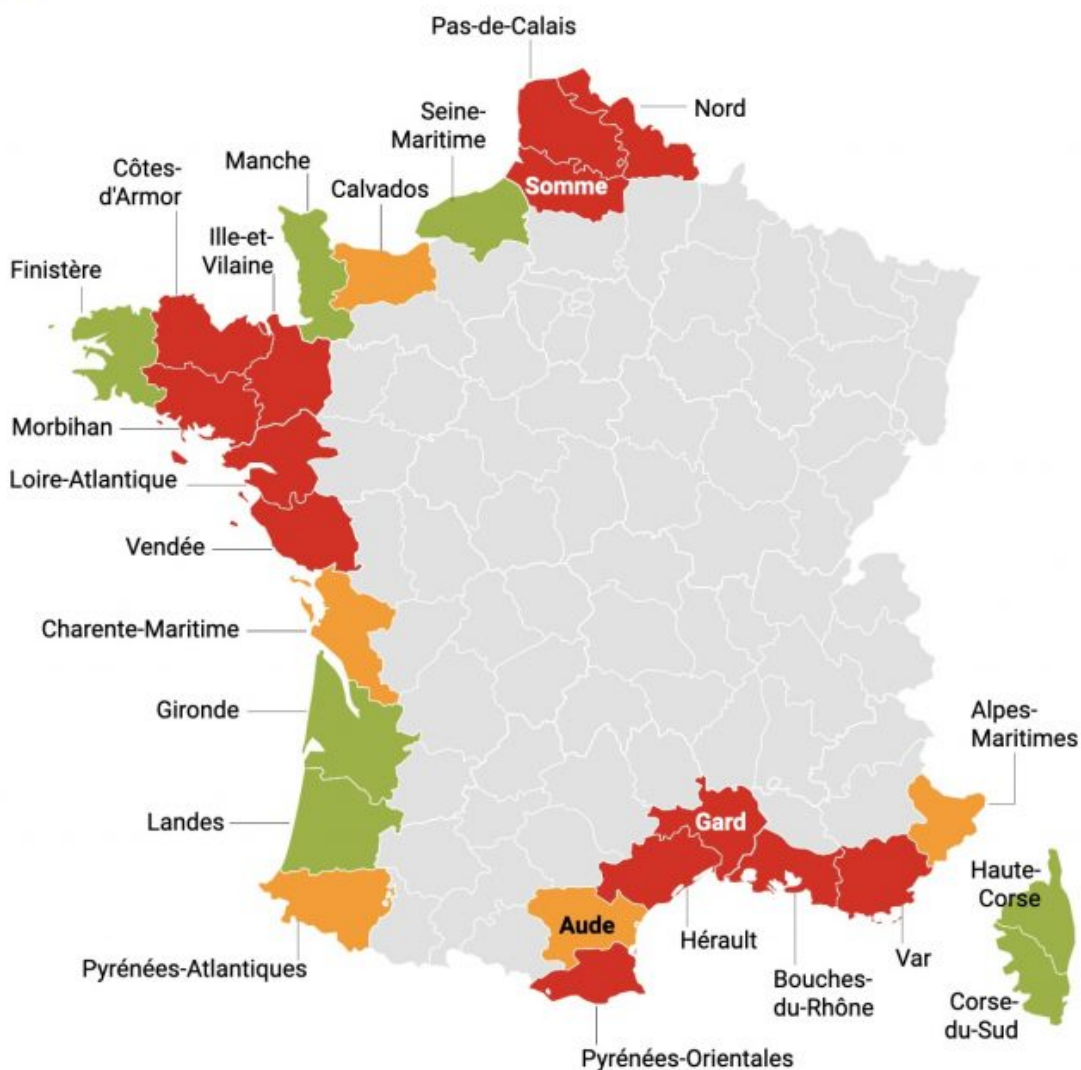 Pas-de-Calais
Nord
Seine-
Maritime
Somme
Manche
Calvados
Côtes-
d'Armor
Ille-et-
Vilaine
Finistère
Morbihan
Loire-Atlantique
Vendée
Charente-Maritime
Gironde
Landes
Pyrénées-Atlantiques
Alpes-
Maritimes
Gard
Haute-
Corse
Aude
Hérault
Var
Bouches-
du-Rhône
Corse-
du-Sud
Pyrénées-Orientales